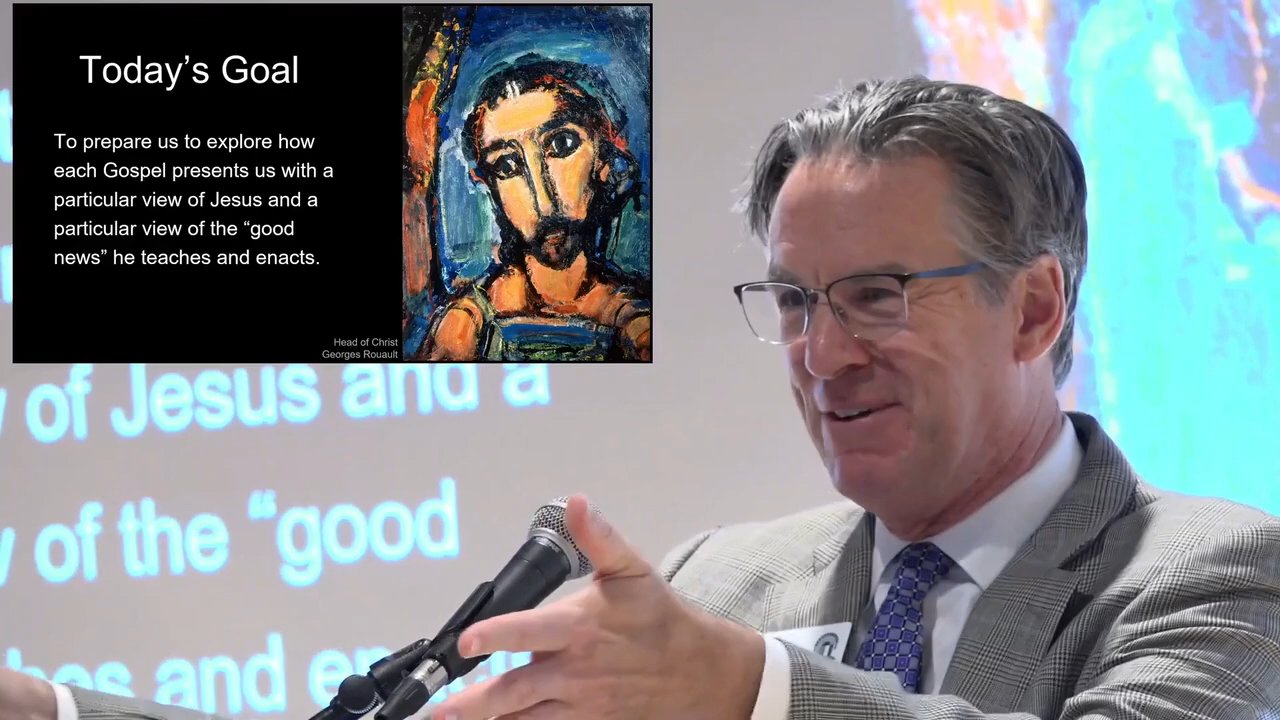 Today’s Goal
To prepare us to explore how
each Gospel presents us with a
particular view of Jesus and a
particular view of the “good
news” he teaches and enacts.
Head of Christ
Georges Rouault
of Jesus and a
of the “good
and